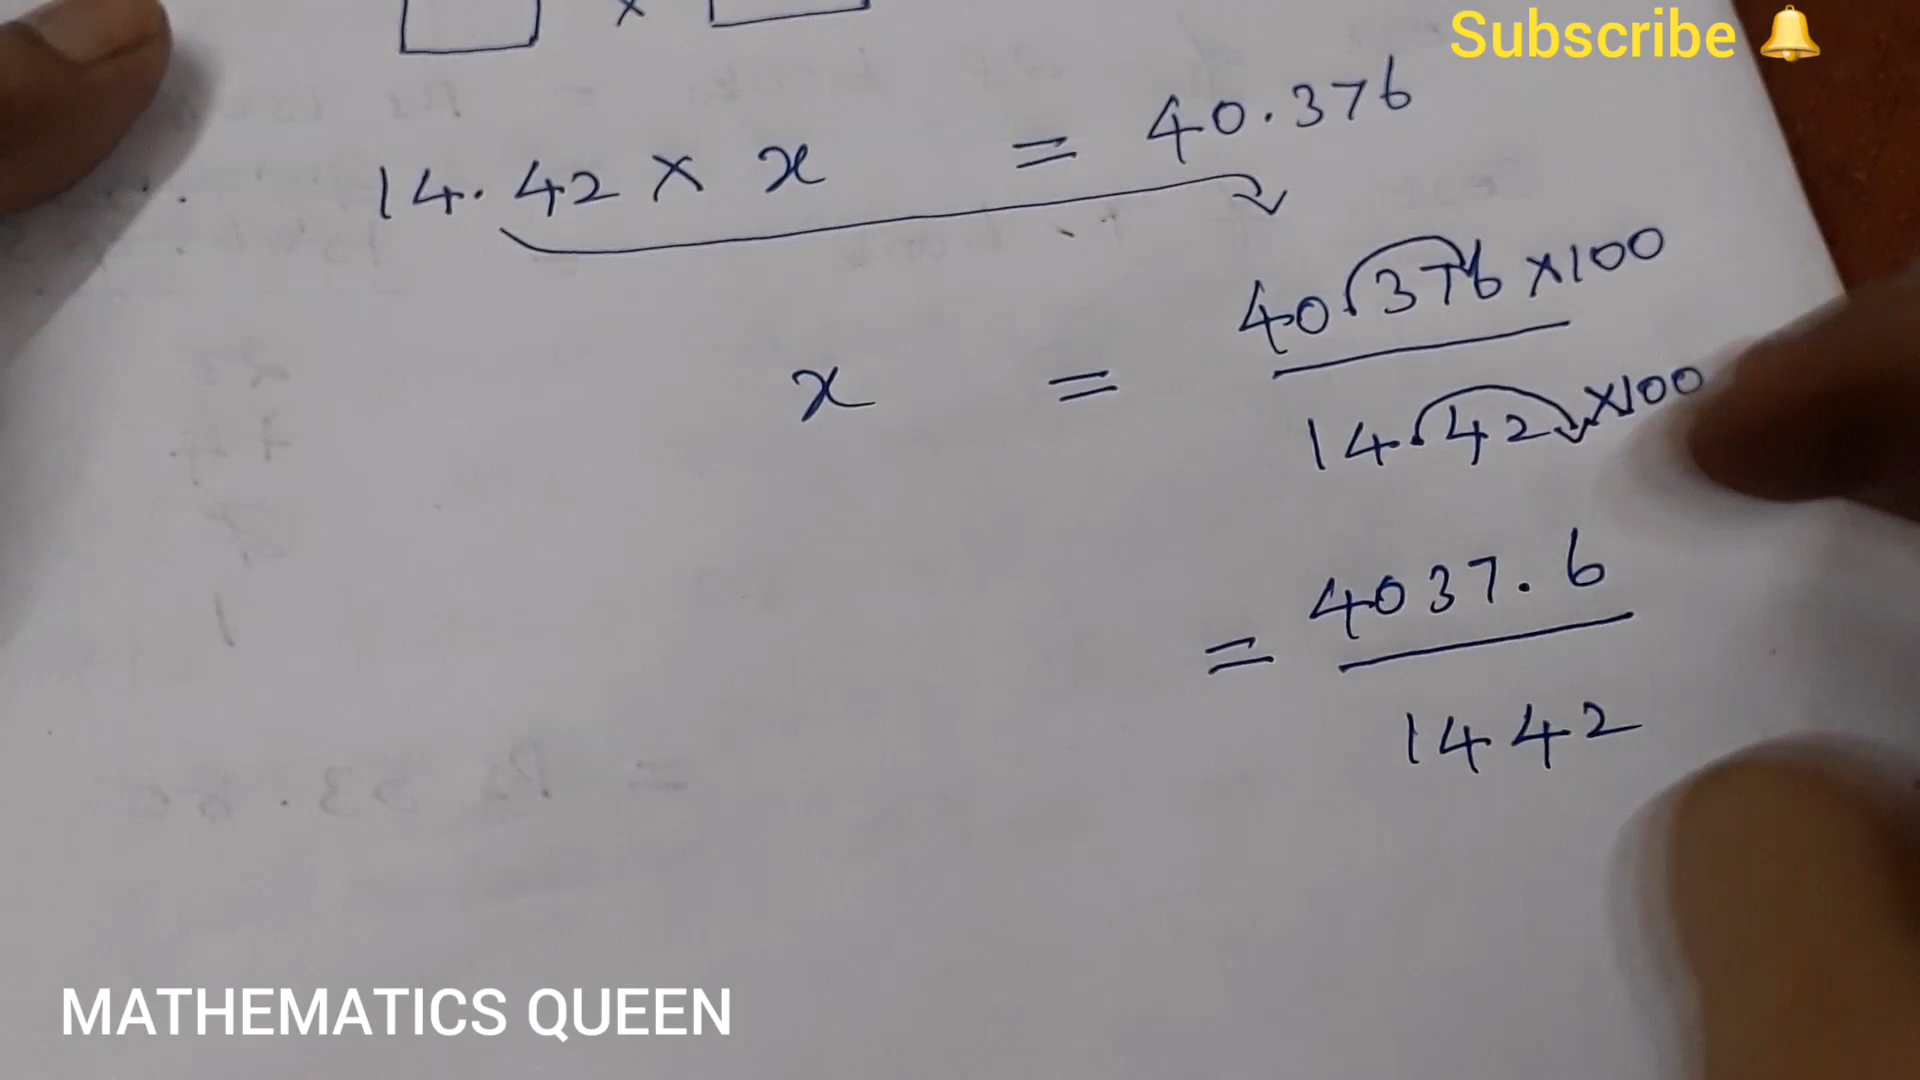 Subscribe 🔔
×
14.42 × x = 40.376
40.376 ×100
x =
14.42 ×100
4037.6
=
1442
MATHEMATICS QUEEN